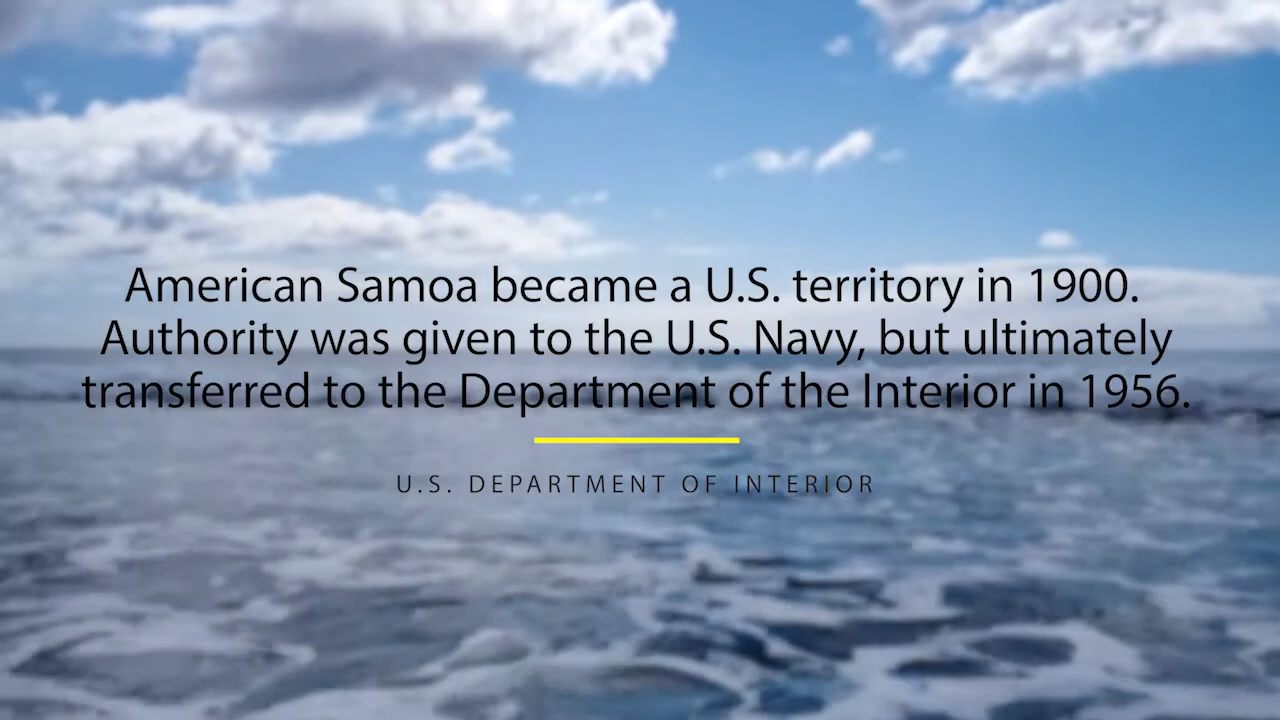 American Samoa became a U.S. territory in 1900.
Authority was given to the U.S. Navy, but ultimately
transferred to the Department of the Interior in 1956.
U.S. DEPARTMENT OF INTERIOR